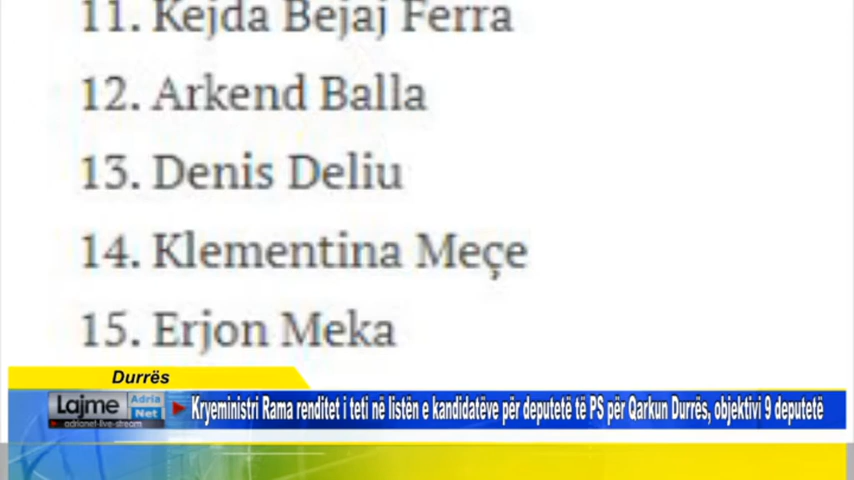 11. Kejda Bejaj Ferra
12. Arkend Balla
13. Denis Deliu
14. Klementina Meçe
15. Erjon Meka
Durrës
Lajme Adria Net
adrianet-live-stream
Kryeministri Rama renditet i teti në listën e kandidatëve për deputetë të PS për Qarkun Durrës, objektivi 9 deputetë